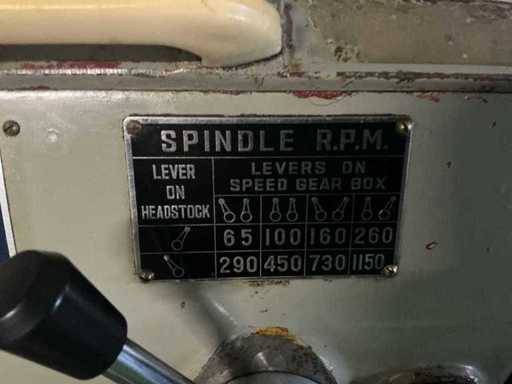 SPINDLE R.P.M.
LEVER ON HEADSTOCK
LEVERS ON
SPEED GEAR BOX
65 100 160 260
290 450 730 1150